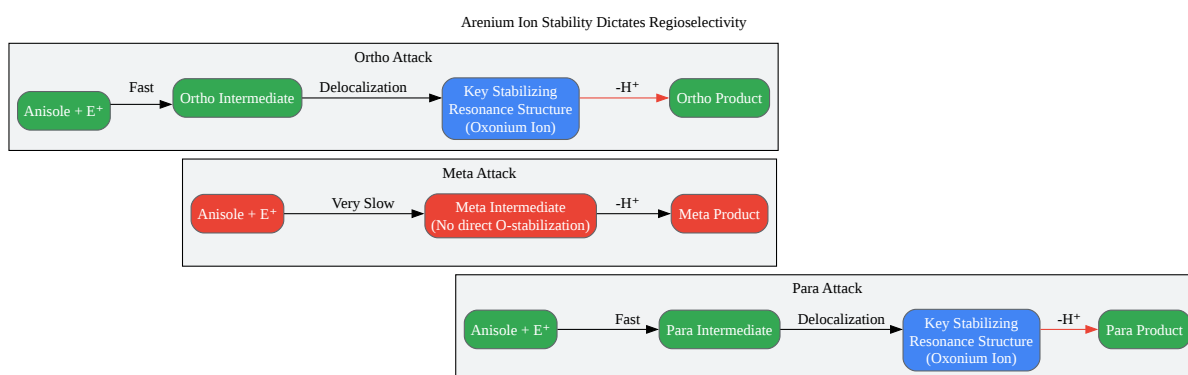 Arenium Ion Stability Dictates Regioselectivity
Ortho Attack
Anisole + E⁺
Fast
Ortho Intermediate
Delocalization
Key Stabilizing
Resonance Structure
(Oxonium Ion)
-H⁺
Ortho Product
Meta Attack
Anisole + E⁺
Very Slow
Meta Intermediate
(No direct O-stabilization)
-H⁺
Meta Product
Para Attack
Anisole + E⁺
Fast
Para Intermediate
Delocalization
Key Stabilizing
Resonance Structure
(Oxonium Ion)
-H⁺
Para Product